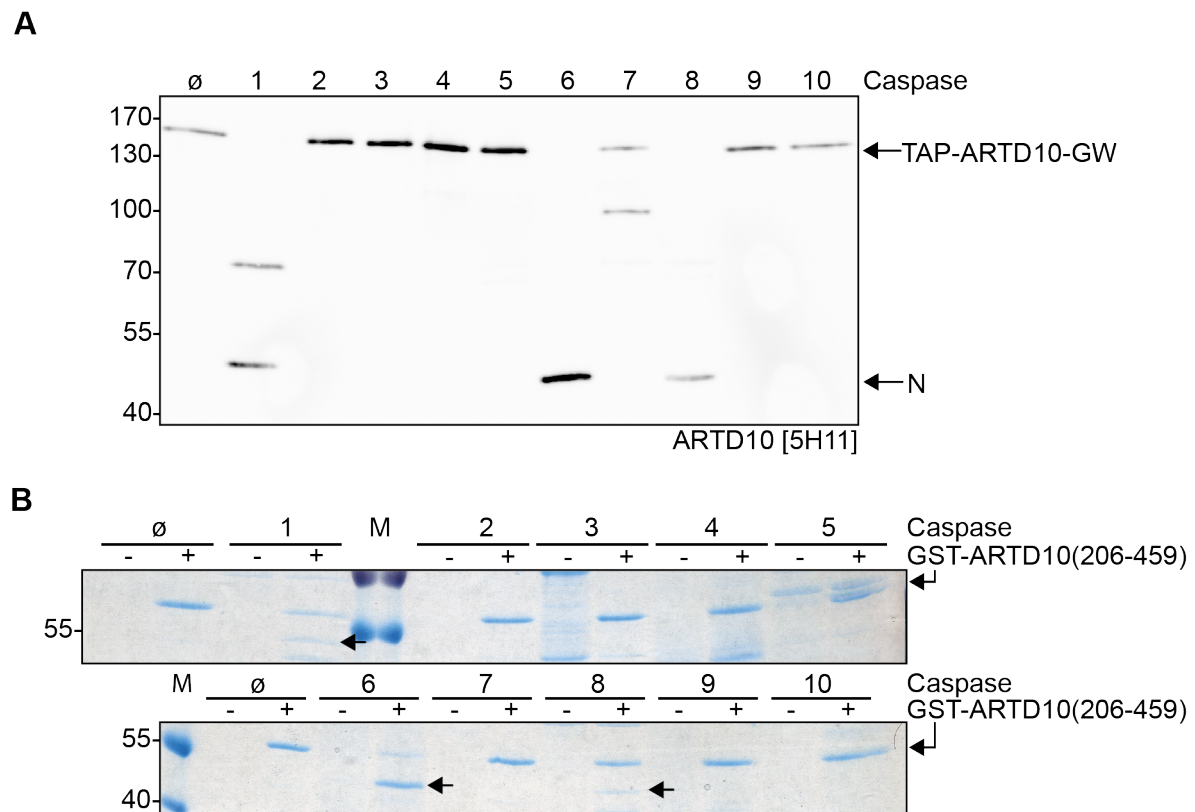 A
ø 1 2 3 4 5 6 7 8 9 10 Caspase
170-
130-
TAP-ARTD10-GW
100-
70-
55-
N
40-
ARTD10 [5H11]
B
ø 1 M 2 3 4 5 Caspase
- + - + - + - + - + - + GST-ARTD10(206-459)
55-
M ø 6 7 8 9 10 Caspase
- + - + - + - + - + - + GST-ARTD10(206-459)
55-
40-